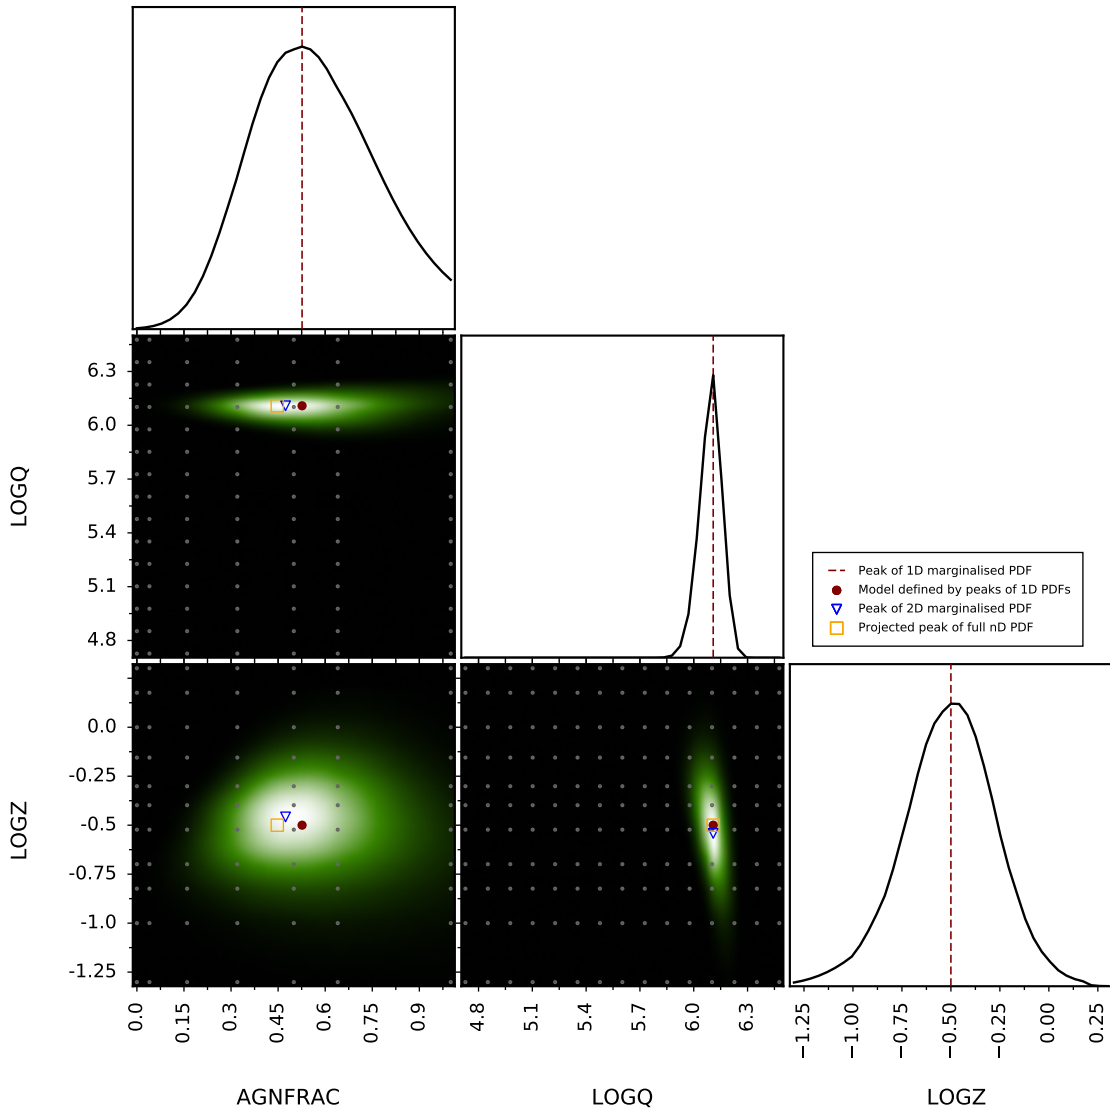 LOGQ
6.3
6.0
5.7
5.4
5.1
4.8
Peak of 1D marginalised PDF
Model defined by peaks of 1D PDFs
Peak of 2D marginalised PDF
Projected peak of full nD PDF
LOGZ
0.0
-0.25
-0.5
-0.75
-1.0
-1.25
0.0 0.15 0.3 0.45 0.6 0.75 0.9
4.8 5.1 5.4 5.7 6.0 6.3
−1.25 −1.00 −0.75 −0.50 −0.25 0.00 0.25
AGNFRAC LOGQ LOGZ